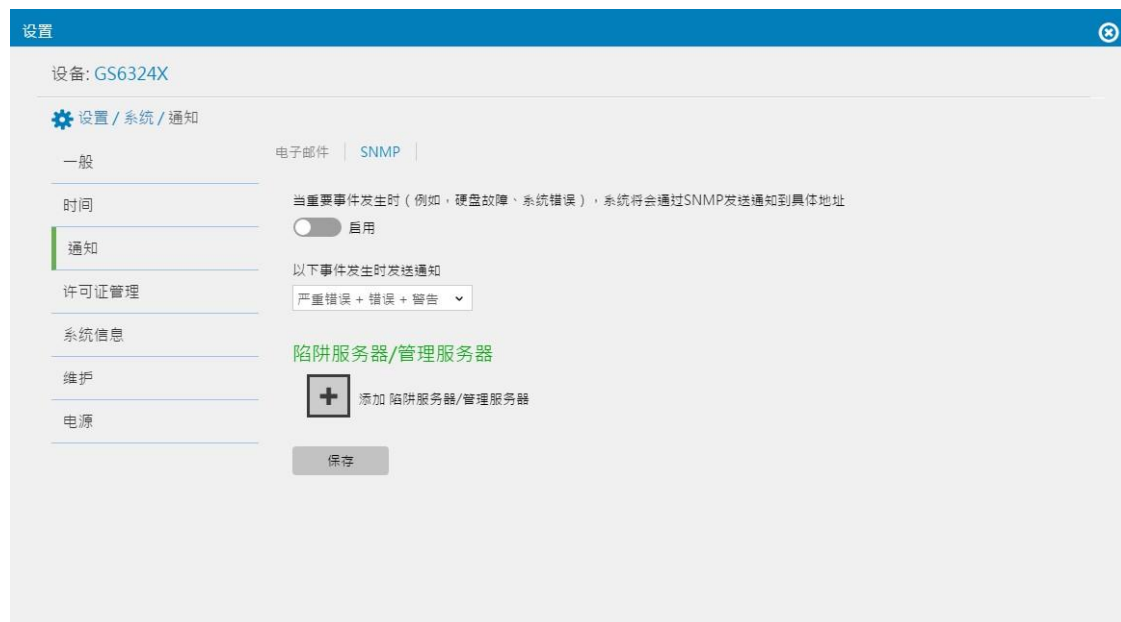 设置
设备: GS6324X
设置 / 系统 / 通知
一般
时间
通知
许可证管理
系统信息
维护
电源
电子邮件 SNMP
当重要事件发生时（例如，硬盘故障、系统错误），系统将会通过SNMP发送通知到具体地址
启用
以下事件发生时发送通知
严重错误 + 错误 + 警告
陷阱服务器/管理服务器
添加 陷阱服务器/管理服务器
保存